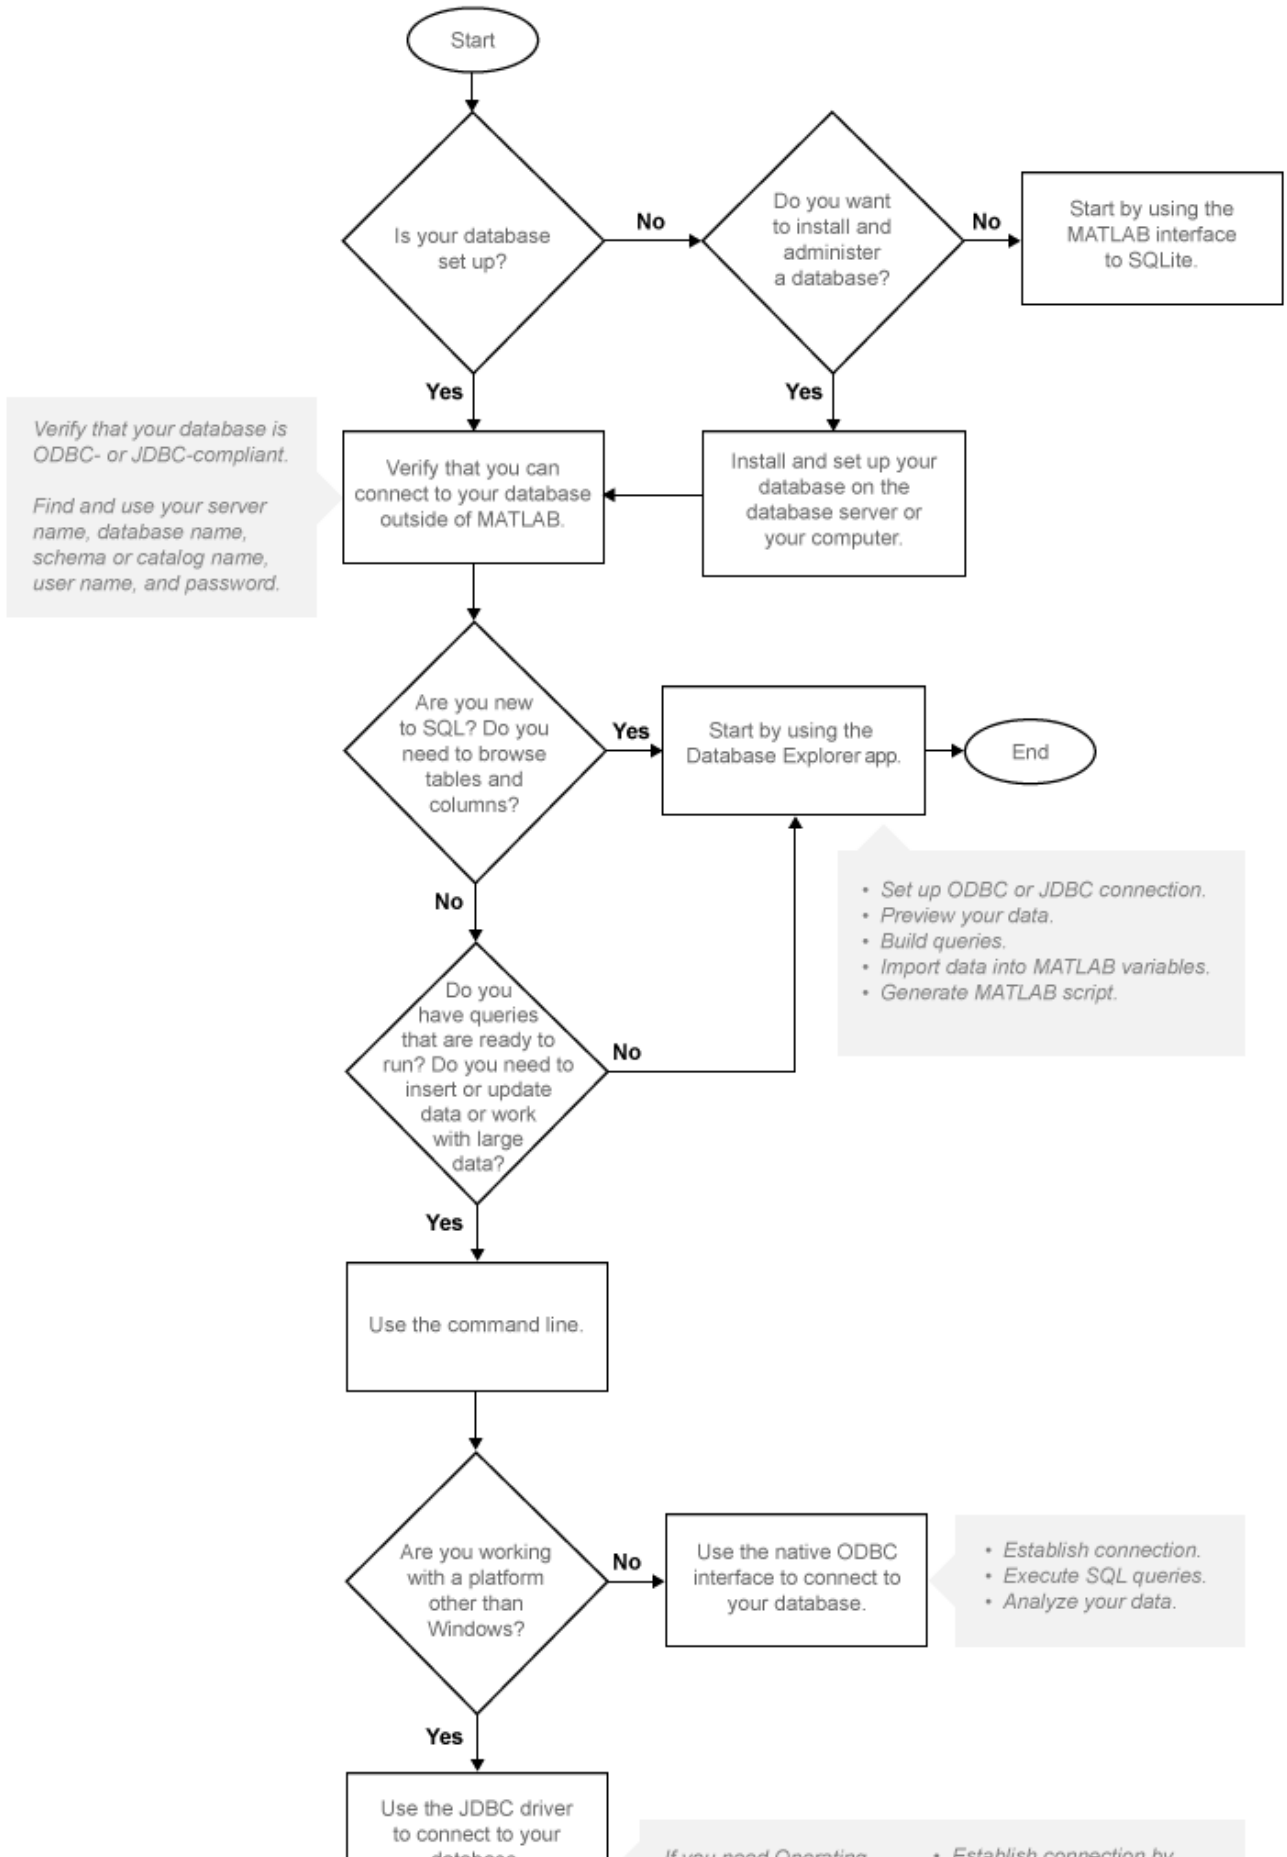 Start
Is your database
set up?
No
Do you want
to install and
administer
a database?
No
Start by using the
MATLAB interface
to SQLite.
Yes
Yes
Verify that your database is
ODBC- or JDBC-compliant.
Find and use your server
name, database name,
schema or catalog name,
user name, and password.
Verify that you can
connect to your database
outside of MATLAB.
Install and set up your
database on the
database server or
your computer.
Are you new
to SQL? Do you
need to browse
tables and
columns?
Yes
Start by using the
Database Explorer app.
End
No
• Set up ODBC or JDBC connection.
• Preview your data.
• Build queries.
• Import data into MATLAB variables.
• Generate MATLAB script.
Do you
have queries
that are ready to
run? Do you need to
insert or update
data or work
with large
data?
No
Yes
Use the command line.
Are you working
with a platform
other than
Windows?
No
Use the native ODBC
interface to connect to
your database.
• Establish connection.
• Execute SQL queries.
• Analyze your data.
Yes
Use the JDBC driver
to connect to your
database.
If you need Operating
• Establish connection by